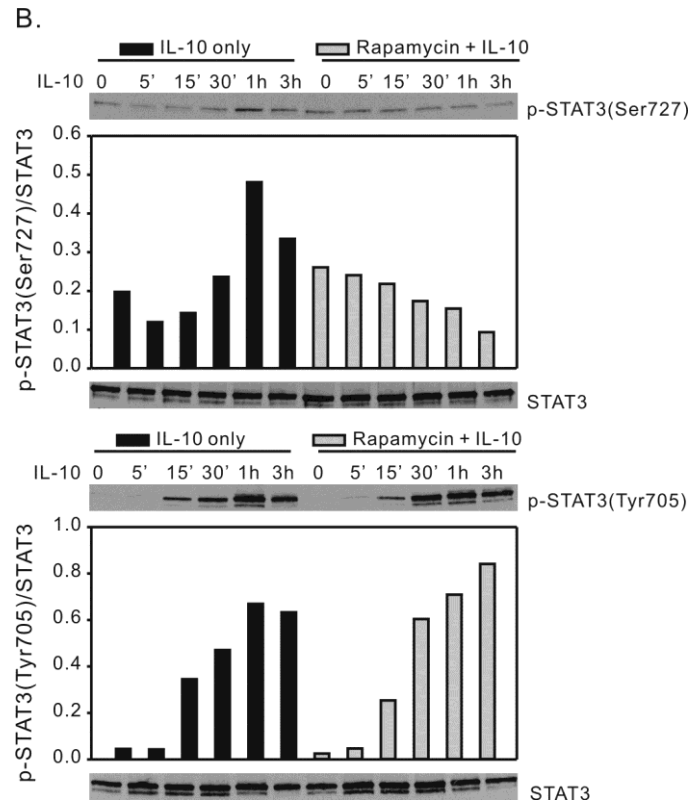 B.
IL-10 only Rapamycin + IL-10
IL-10 0 5' 15' 30' 1h 3h 0 5' 15' 30' 1h 3h
p-STAT3(Ser727)
p-STAT3(Ser727)/STAT3
0.6
0.5
0.4
0.3
0.2
0.1
0.0
STAT3
IL-10 only Rapamycin + IL-10
IL-10 0 5' 15' 30' 1h 3h 0 5' 15' 30' 1h 3h
p-STAT3(Tyr705)
p-STAT3(Tyr705)/STAT3
1.0
0.8
0.6
0.4
0.2
0.0
STAT3